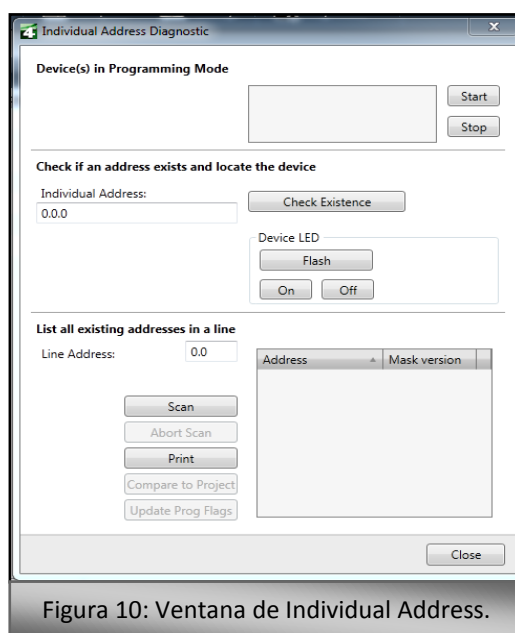 Individual Address Diagnostic
Device(s) in Programming Mode
Start
Stop
Check if an address exists and locate the device
Individual Address:
0.0.0
Check Existence
Device LED
Flash
On Off
List all existing addresses in a line
Line Address: 0.0
Address Mask version
Scan
Abort Scan
Print
Compare to Project
Update Prog Flags
Close
Figura 10: Ventana de Individual Address.